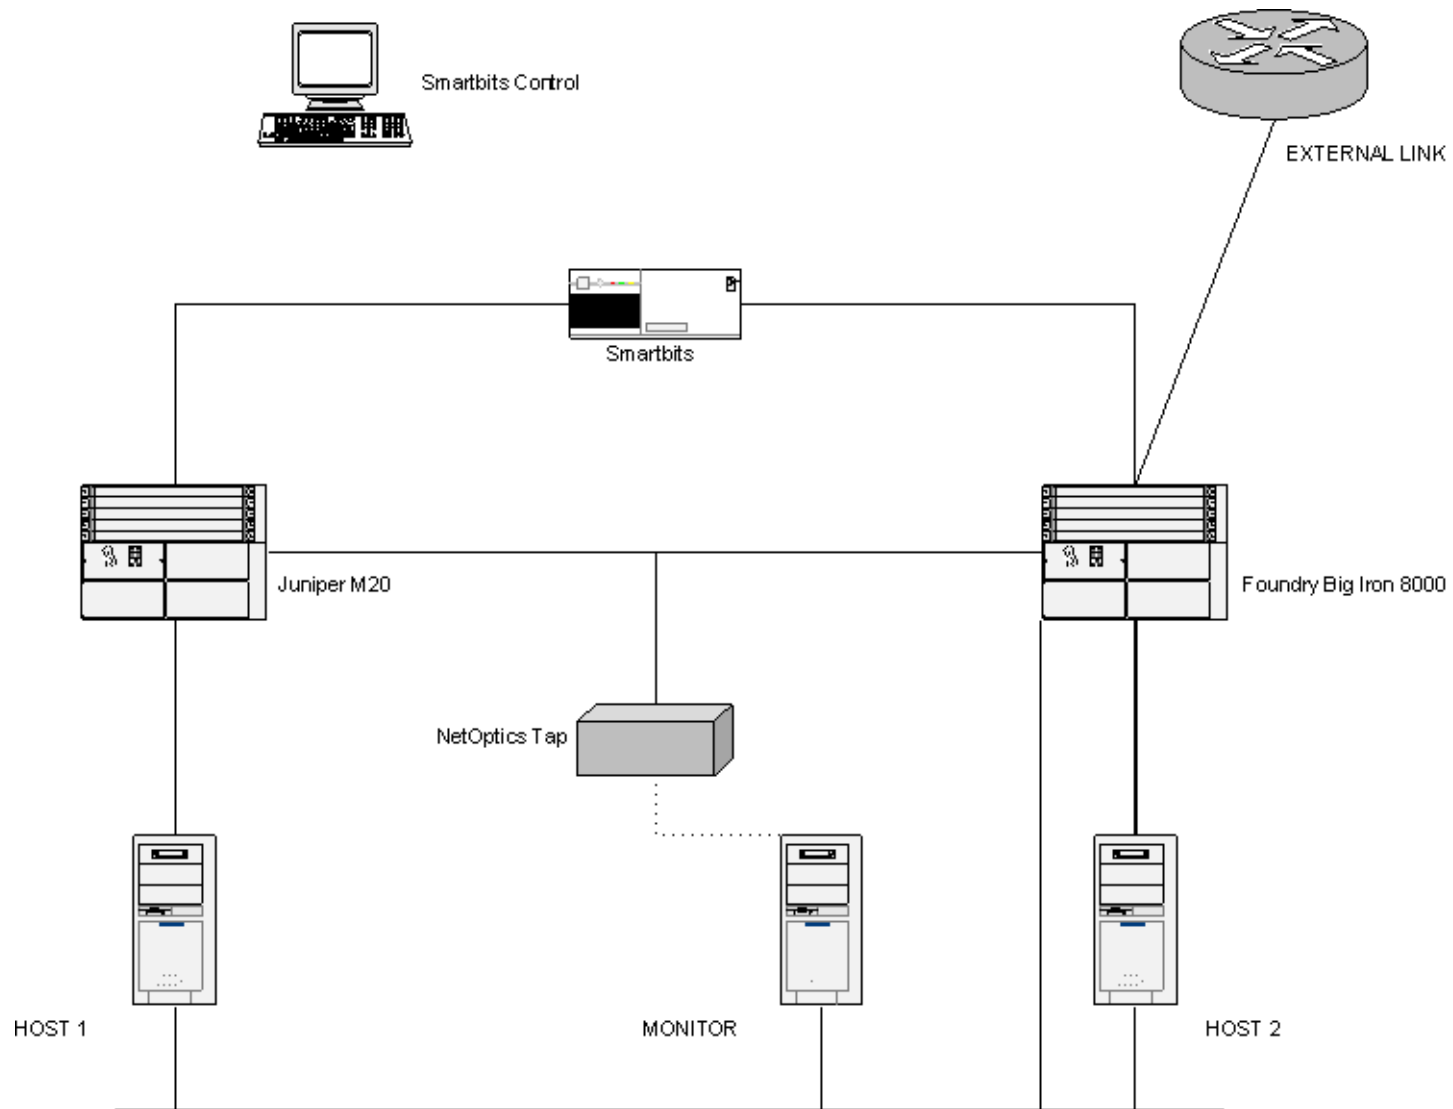 Smartbits Control
EXTERNAL LINK
Smartbits
Juniper M20
Foundry Big Iron 8000
NetOptics Tap
HOST 1
MONITOR
HOST 2